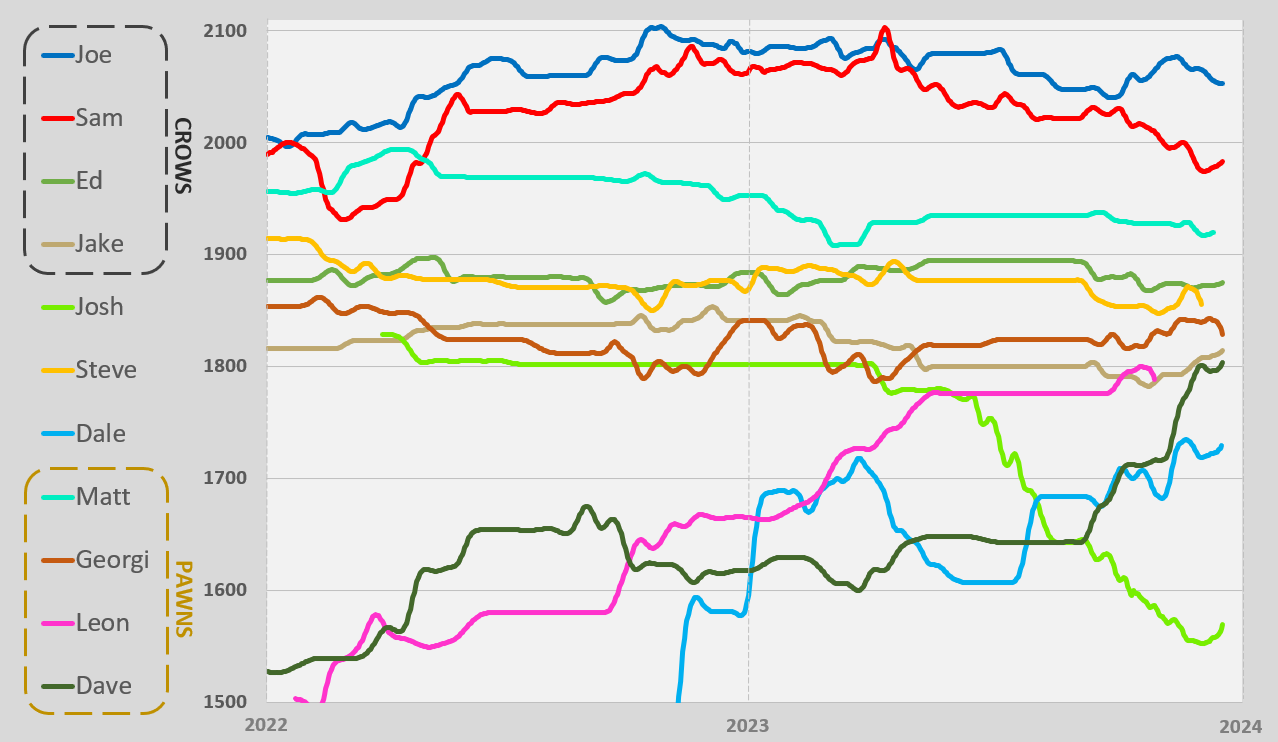 Joe
Sam
Ed
Jake
CROWS
Josh
Steve
Dale
Matt
Georgi
Leon
Dave
PAWNS
2100
2000
1900
1800
1700
1600
1500
2022
2023
2024